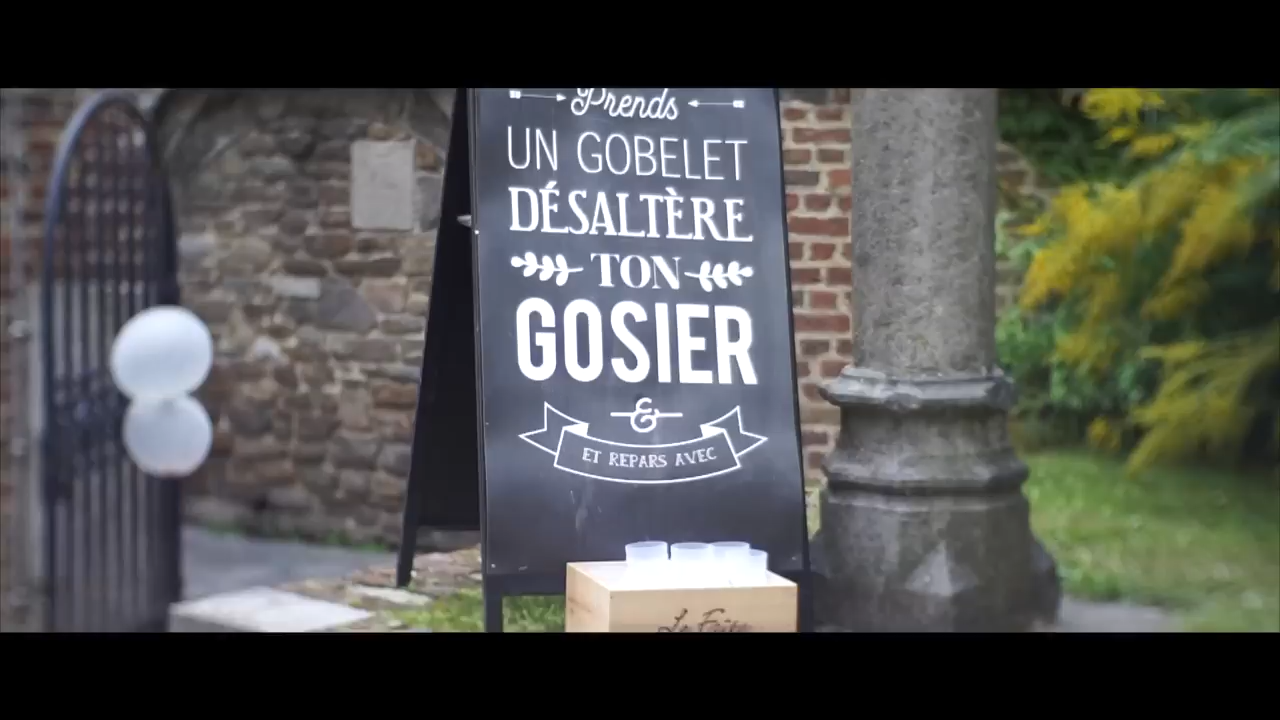 Prends
UN GOBELET
DÉSALTÈRE
TON
GOSIER
&
ET REPARS AVEC